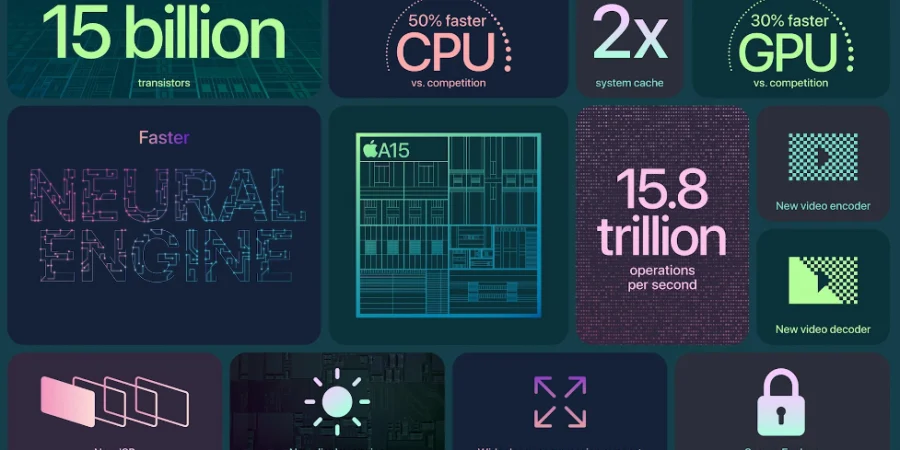 15 billion
transistors
50% faster
CPU
vs. competition
2x
system cache
30% faster
GPU
vs. competition
Faster
NEURAL
ENGINE
A15
15.8
trillion
operations
per second
New video encoder
New video decoder